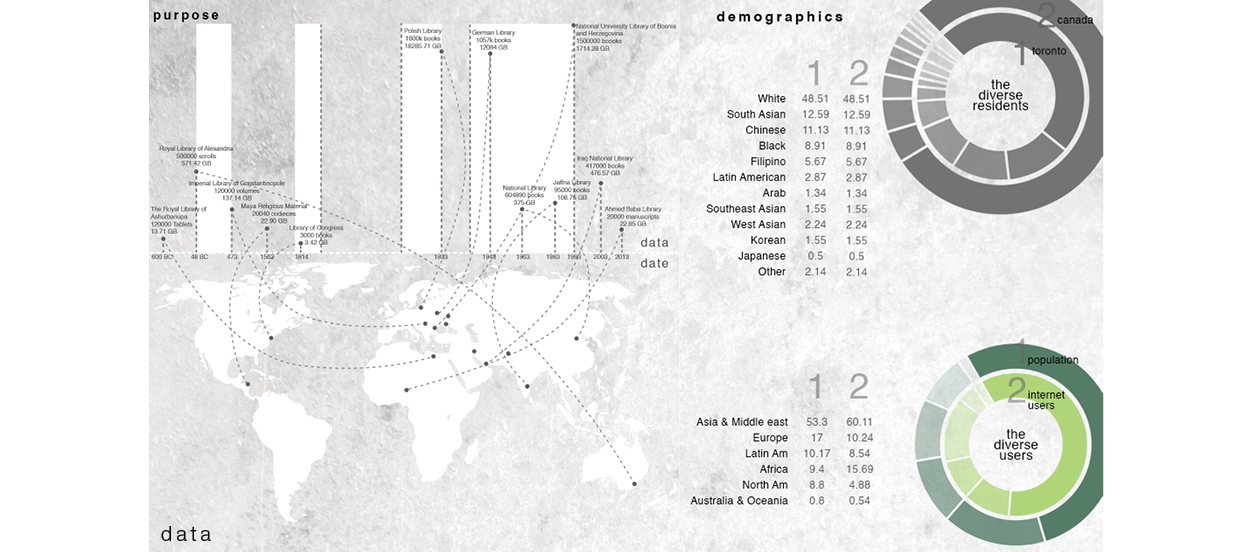 purpose
Polish Library
1600k books
18285.71 GB
German Library
1057k books
12084 GB
National University Library of Bosnia
and Herzegovina
1500000 boooks
1714.28 GB
Royal Library of Alexandria
500000 scrolls
571.42 GB
Imperial Library of Constantinople
120000 volumes
137.14 GB
The Royal Library of
Ashurbanupa
120000 Tablets
13.71 GB
Maya Religious Material
20040 codieces
22.90 GB
Library of Congress
3000 books
3.42 GB
National Library
604890 books
375 GB
Jaffna Library
95000 books
108.75 GB
Iraq National Library
417000 books
476.57 GB
Ahmed Baba Library
20000 manuscripts
22.85 GB
data
date
600 BC 48 BC 473 1562 1814 1933 1943 1963 1983 1993 2003 2013
data
demographics
1 2
White 48.51 48.51
South Asian 12.59 12.59
Chinese 11.13 11.13
Black 8.91 8.91
Filipino 5.67 5.67
Latin American 2.87 2.87
Arab 1.34 1.34
Southeast Asian 1.55 1.55
West Asian 2.24 2.24
Korean 1.55 1.55
Japanese 0.5 0.5
Other 2.14 2.14
2 canada
1 toronto
the
diverse
residents
1 2
Asia & Middle east 53.3 60.11
Europe 17 10.24
Latin Am 10.17 8.54
Africa 9.4 15.69
North Am 8.8 4.88
Australia & Oceania 0.8 0.54
1 population
2 internet
users
the
diverse
users